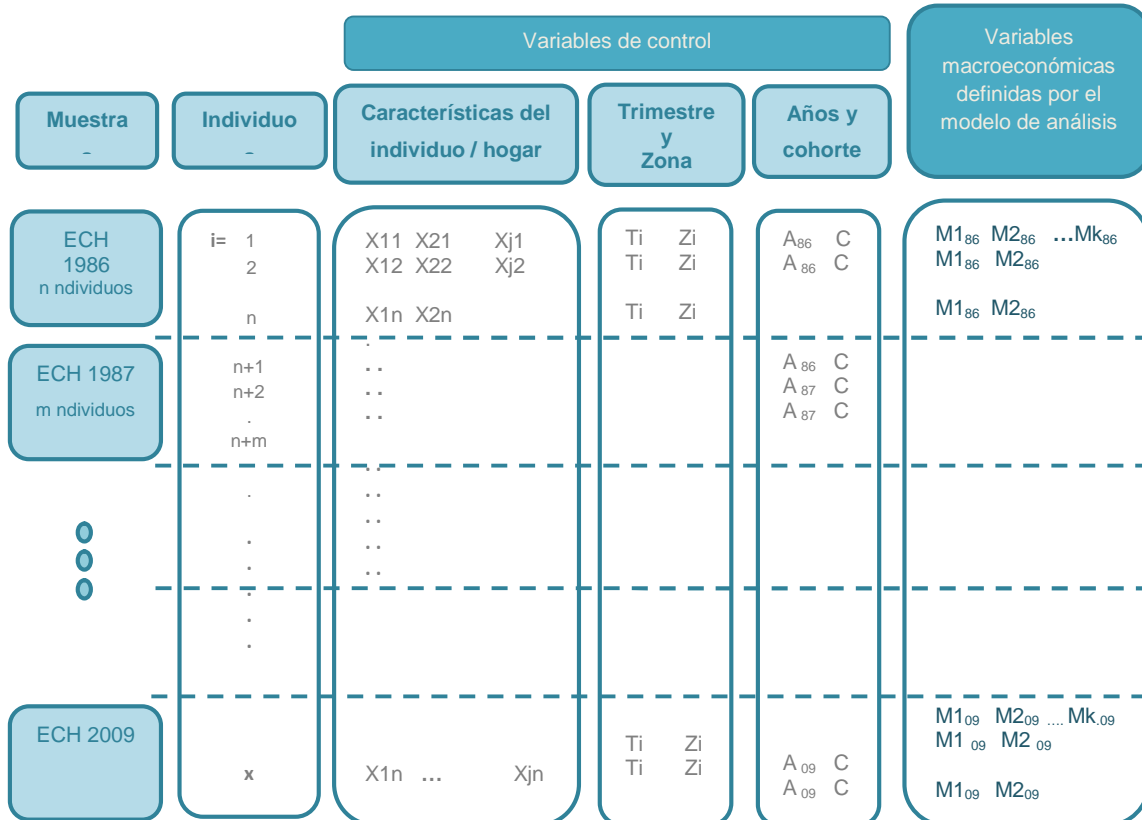 Variables de control
Variables
macroeconómicas
definidas por el
modelo de análisis
Muestra
Individuo
Características del
individuo / hogar
Trimestre
y
Zona
Años y
cohorte
ECH
1986
n ndividuos
i= 1
2
n
X11 X21 Xj1
X12 X22 Xj2
X1n X2n
.
Ti Zi
Ti Zi
Ti Zi
A86 C
A 86 C
M186 M286 ...Mk86
M186 M286
M186 M286
ECH 1987
m ndividuos
n+1
n+2
.
n+m
. .
. .
. .
A 86 C
A 87 C
A 87 C
. .
. .
. .
. .
. .
.
.
.
.
.
.
ECH 2009
x
X1n ... Xjn
Ti Zi
Ti Zi
A 09 C
A 09 C
M109 M209 .... Mk.09
M1 09 M2 09
M109 M209